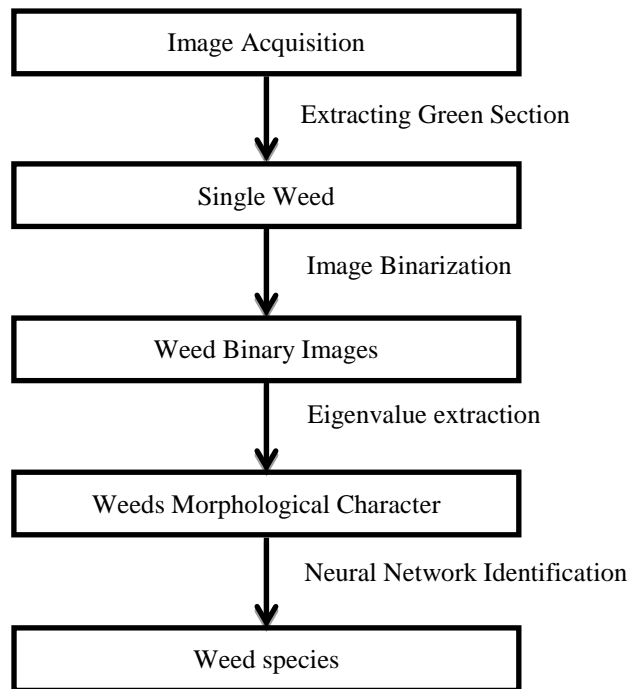 Image Acquisition
Extracting Green Section
Single Weed
Image Binarization
Weed Binary Images
Eigenvalue extraction
Weeds Morphological Character
Neural Network Identification
Weed species